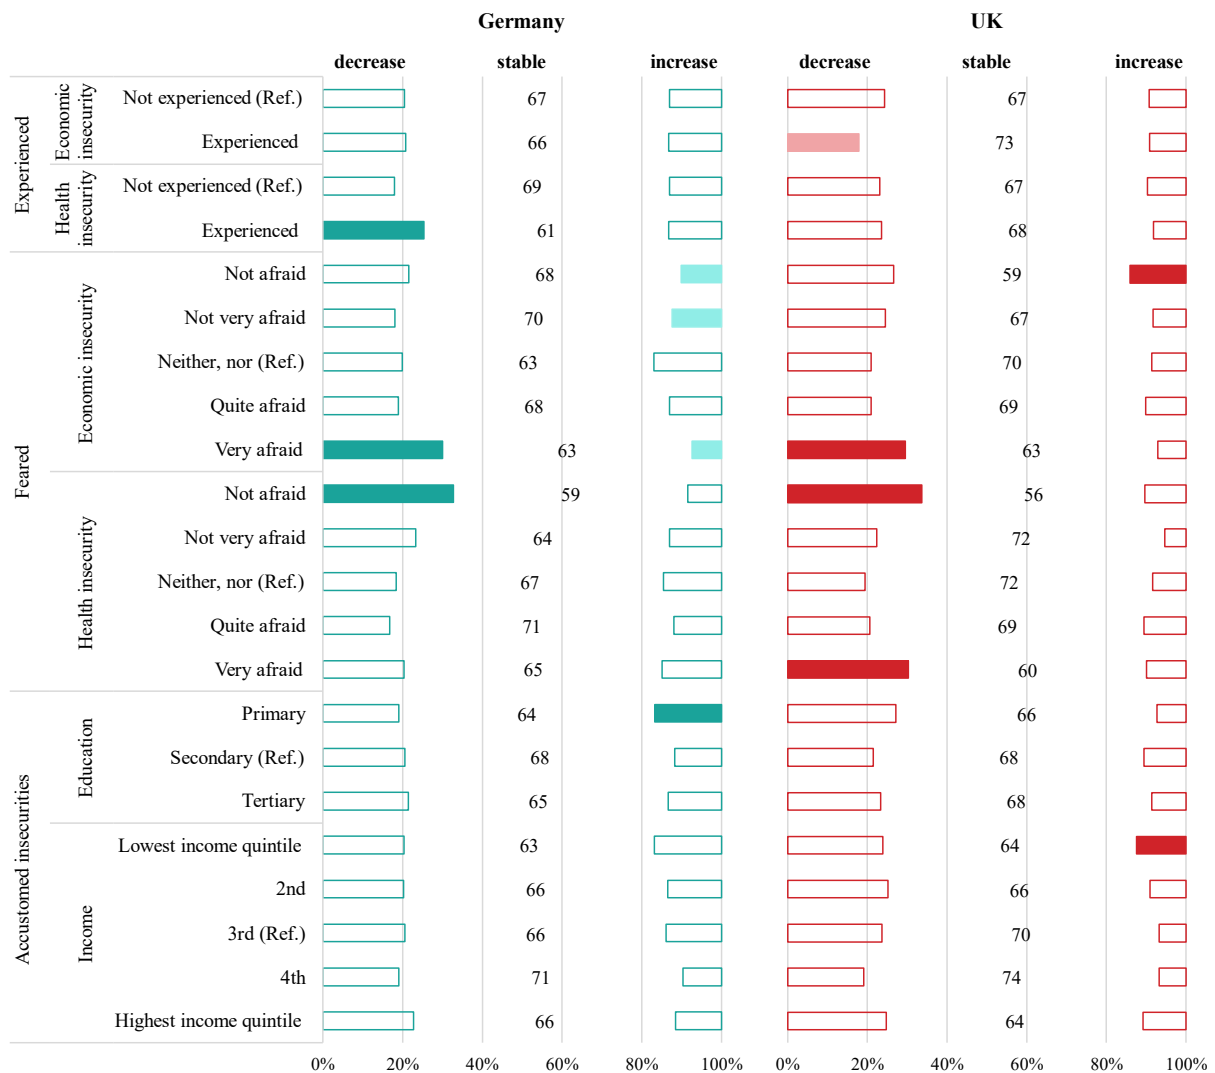 Germany UK
decrease stable increase decrease stable increase
Experienced
Economic
insecurity
Not experienced (Ref.) 67 67
Experienced 66 73
Health
insecurity
Not experienced (Ref.) 69 67
Experienced 61 68
Feared
Economic insecurity
Not afraid 68 59
Not very afraid 70 67
Neither, nor (Ref.) 63 70
Quite afraid 68 69
Very afraid 63 63
Health insecurity
Not afraid 59 56
Not very afraid 64 72
Neither, nor (Ref.) 67 72
Quite afraid 71 69
Very afraid 65 60
Accustomed insecurities
Education
Primary 64 66
Secondary (Ref.) 68 68
Tertiary 65 68
Income
Lowest income quintile 63 64
2nd 66 66
3rd (Ref.) 66 70
4th 71 74
Highest income quintile 66 64
0% 20% 40% 60% 80% 100% 0% 20% 40% 60% 80% 100%